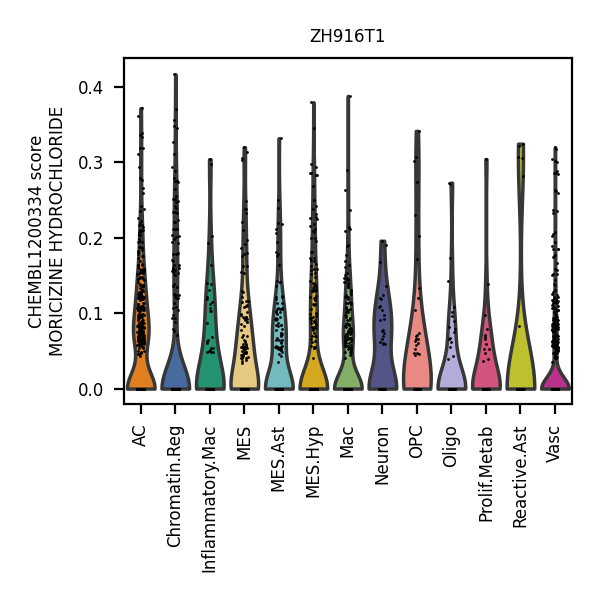 ZH916T1
CHEMBL1200334 score
MORICIZINE HYDROCHLORIDE
0.4
0.3
0.2
0.1
0.0
AC
Chromatin.Reg
Inflammatory.Mac
MES
MES.Ast
MES.Hyp
Mac
Neuron
OPC
Oligo
Prolif.Metab
Reactive.Ast
Vasc